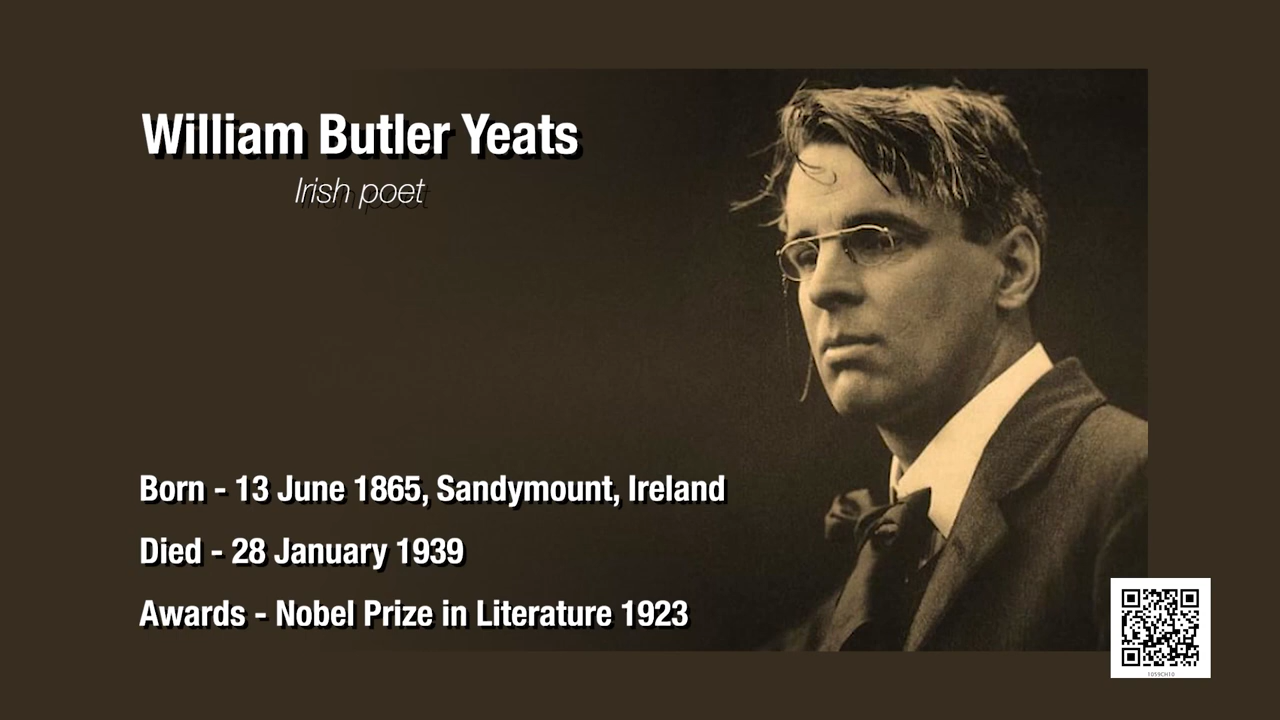 William Butler Yeats
Irish poet
Born - 13 June 1865, Sandymount, Ireland
Died - 28 January 1939
Awards - Nobel Prize in Literature 1923
1059CH10